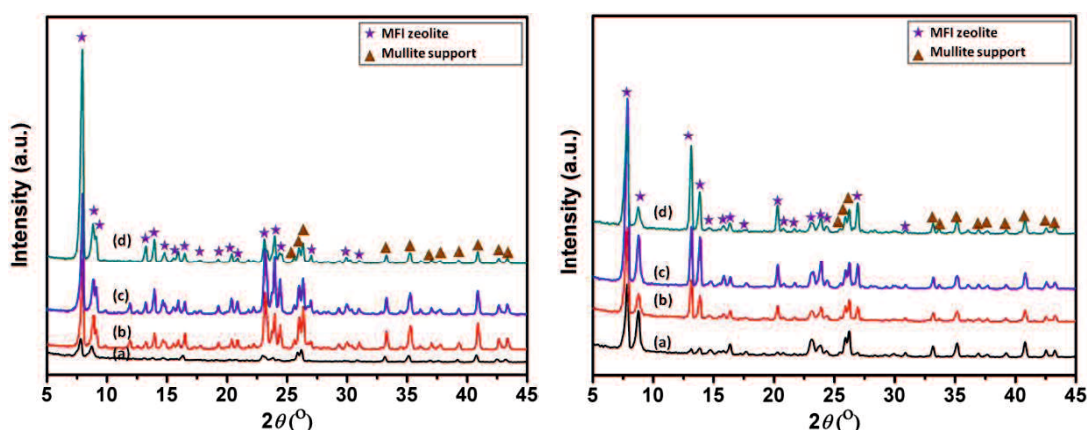 MFI zeolite
Mullite support
Intensity (a.u.)
(d)
(c)
(b)
(a)
5 10 15 20 25 30 35 40 45
2θ(O)
MFI zeolite
Mullite support
Intensity (a.u.)
(d)
(c)
(b)
(a)
5 10 15 20 25 30 35 40 45
2θ(O)